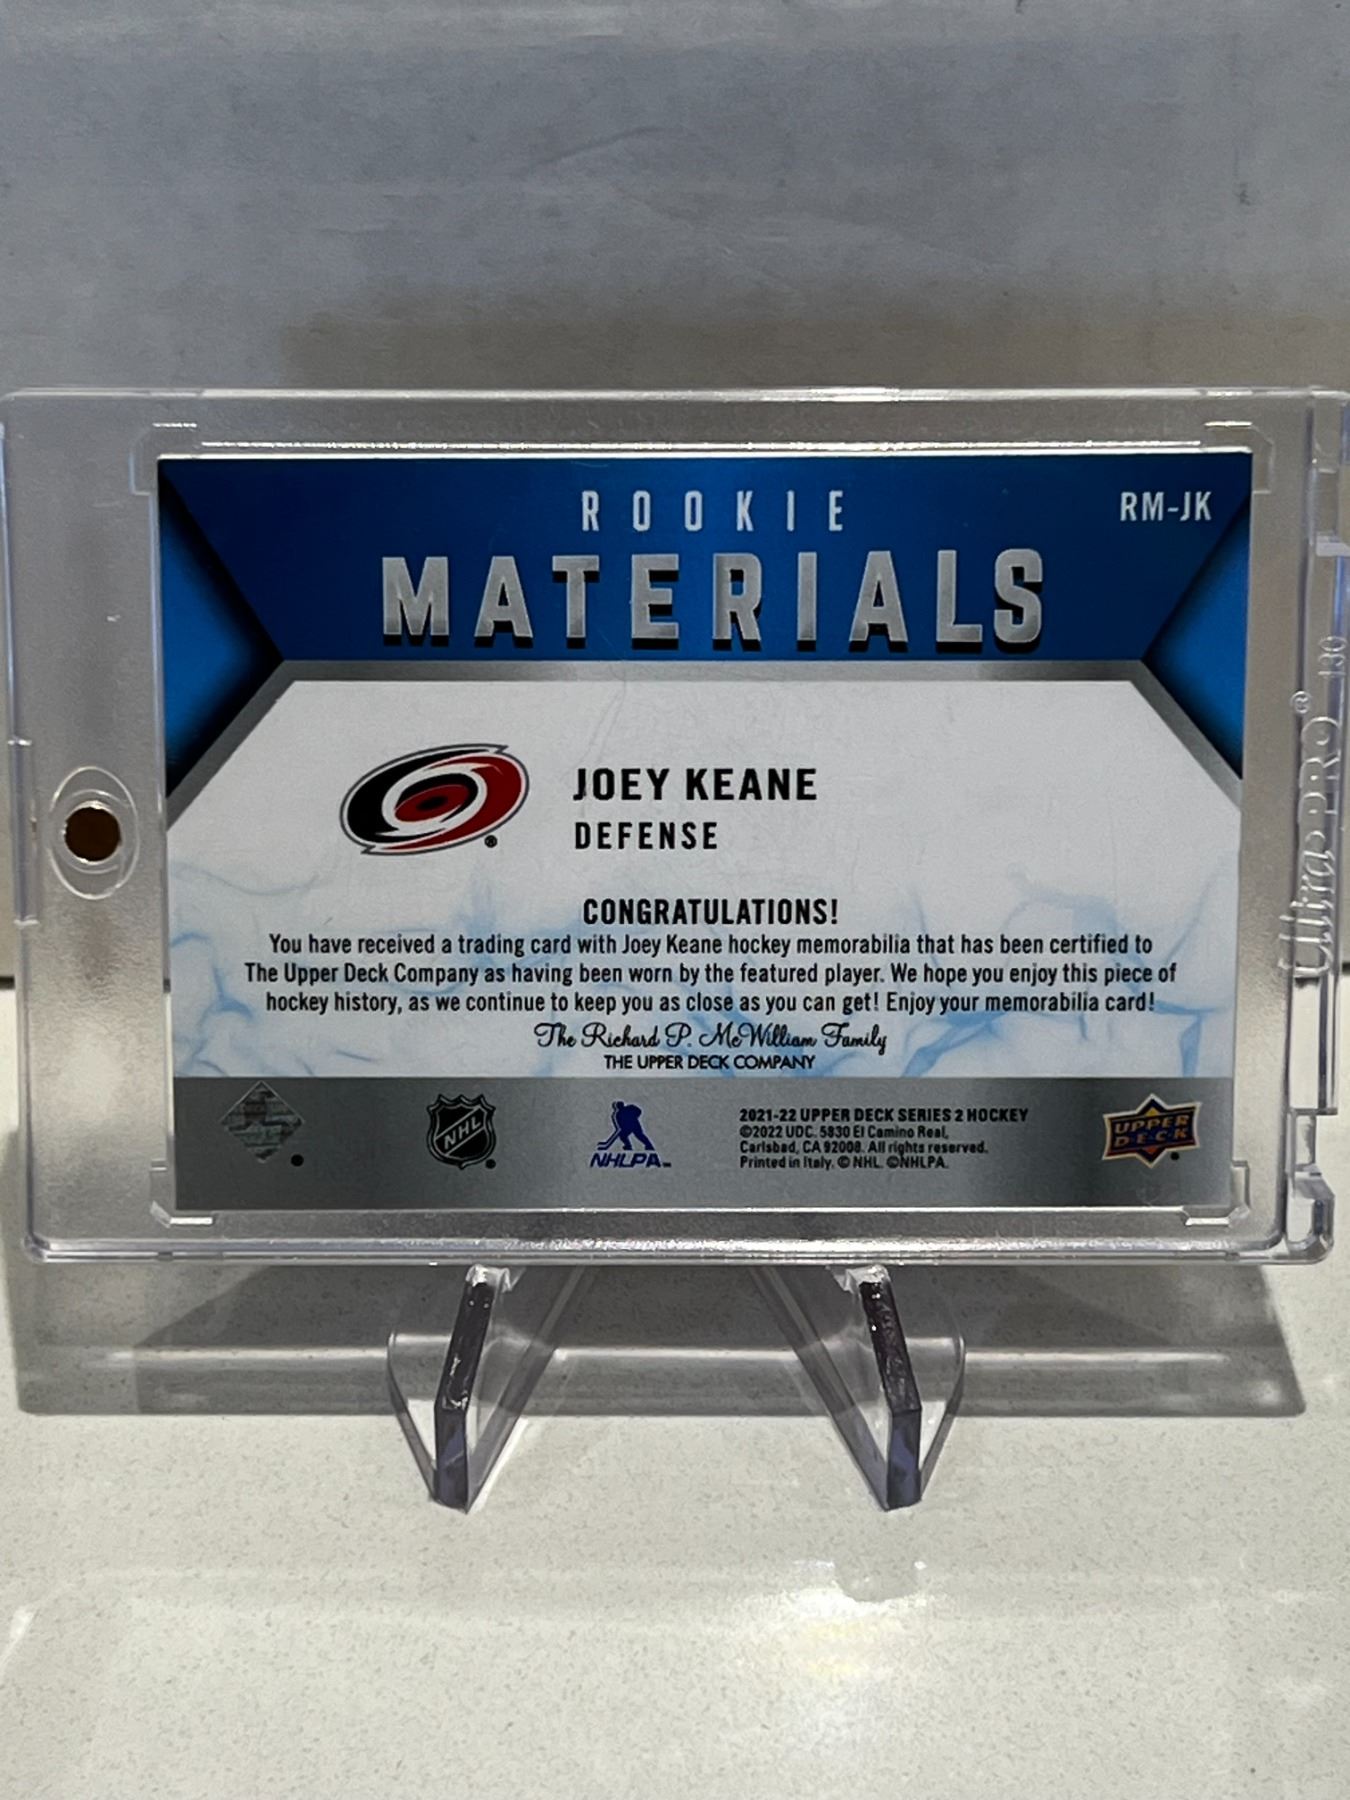 ROOKIE
RM-JK
MATERIALS
JOEY KEANE
DEFENSE
CONGRATULATIONS!
You have received a trading card with Joey Keane hockey memorabilia that has been certified to
The Upper Deck Company as having been worn by the featured player. We hope you enjoy this piece of
hockey history, as we continue to keep you as close as you can get! Enjoy your memorabilia card!
The Richard P. McWilliam Family
THE UPPER DECK COMPANY
NHL
NHLPA
2021-22 UPPER DECK SERIES 2 HOCKEY
©2022 UDC. 5830 El Camino Real,
Carlsbad, CA 92008. All rights reserved.
Printed in Italy. © NHL. ©NHLPA.
UPPER
D·E·C·K
Ultra·PRO® 130